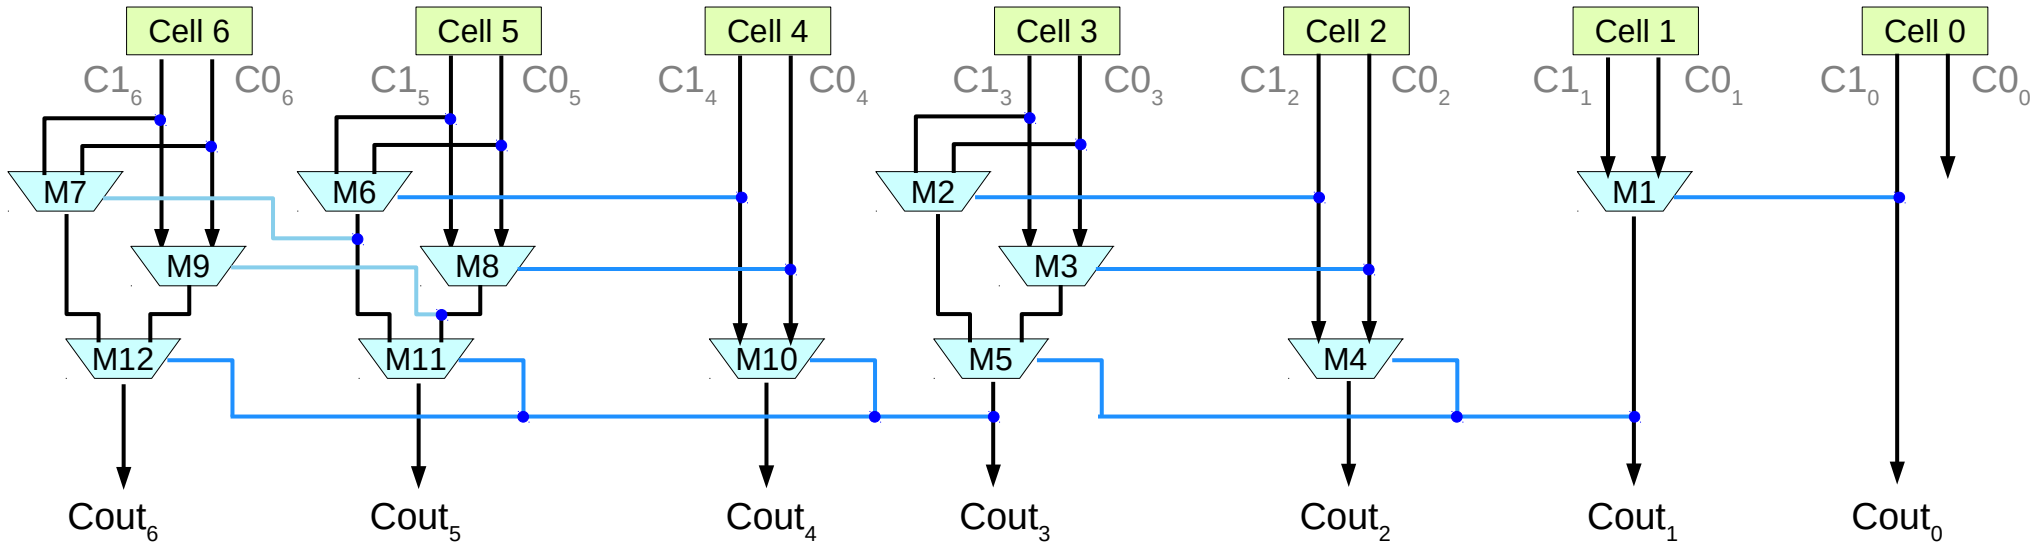 Cell 6 Cell 5 Cell 4 Cell 3 Cell 2 Cell 1 Cell 0
C1₆ C0₆ C1₅ C0₅ C1₄ C0₄ C1₃ C0₃ C1₂ C0₂ C1₁ C0₁ C1₀ C0₀
M7 M6 M2 M1
M9 M8 M3
M12 M11 M10 M5 M4
Cout₆ Cout₅ Cout₄ Cout₃ Cout₂ Cout₁ Cout₀